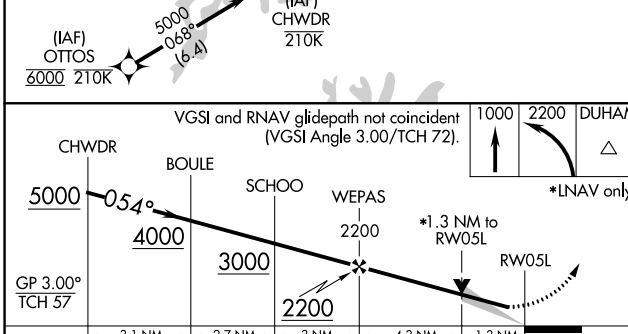 (IAF)
CHWDR
210K
5000
068°
(6.4)
(IAF)
OTTOS
6000 210K
VGSI and RNAV glidepath not coincident
(VGSI Angle 3.00/TCH 72).
1000
2200
*LNAV only
CHWDR
BOULE
SCHOO
WEPAS
2200
*1.3 NM to
RW05L
RW05L
5000
054°
4000
3000
2200
GP 3.00°
TCH 57